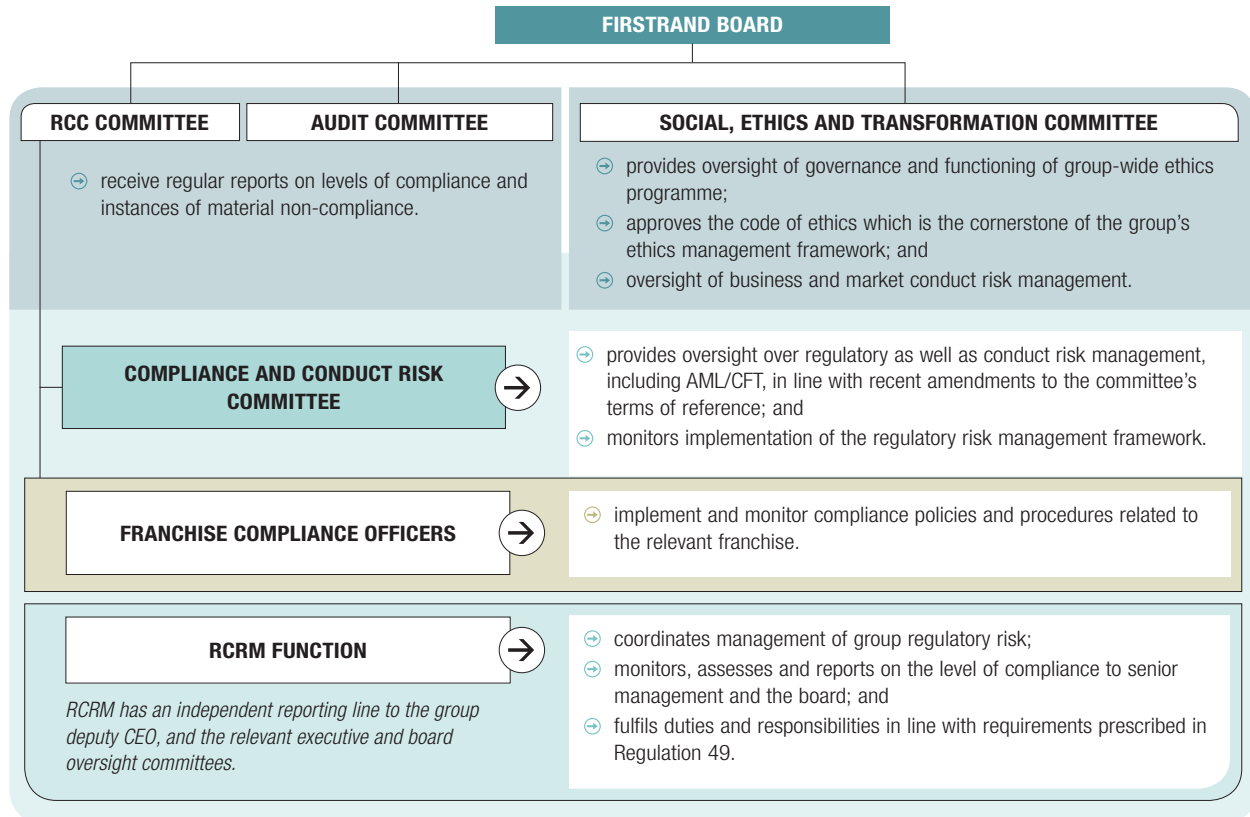 FIRSTRAND BOARD
RCC COMMITTEE
AUDIT COMMITTEE
SOCIAL, ETHICS AND TRANSFORMATION COMMITTEE
receive regular reports on levels of compliance and
instances of material non-compliance.
provides oversight of governance and functioning of group-wide ethics
programme;
approves the code of ethics which is the cornerstone of the group’s
ethics management framework; and
oversight of business and market conduct risk management.
COMPLIANCE AND CONDUCT RISK
COMMITTEE
provides oversight over regulatory as well as conduct risk management,
including AML/CFT, in line with recent amendments to the committee’s
terms of reference; and
monitors implementation of the regulatory risk management framework.
FRANCHISE COMPLIANCE OFFICERS
implement and monitor compliance policies and procedures related to
the relevant franchise.
RCRM FUNCTION
RCRM has an independent reporting line to the group
deputy CEO, and the relevant executive and board
oversight committees.
coordinates management of group regulatory risk;
monitors, assesses and reports on the level of compliance to senior
management and the board; and
fulfils duties and responsibilities in line with requirements prescribed in
Regulation 49.